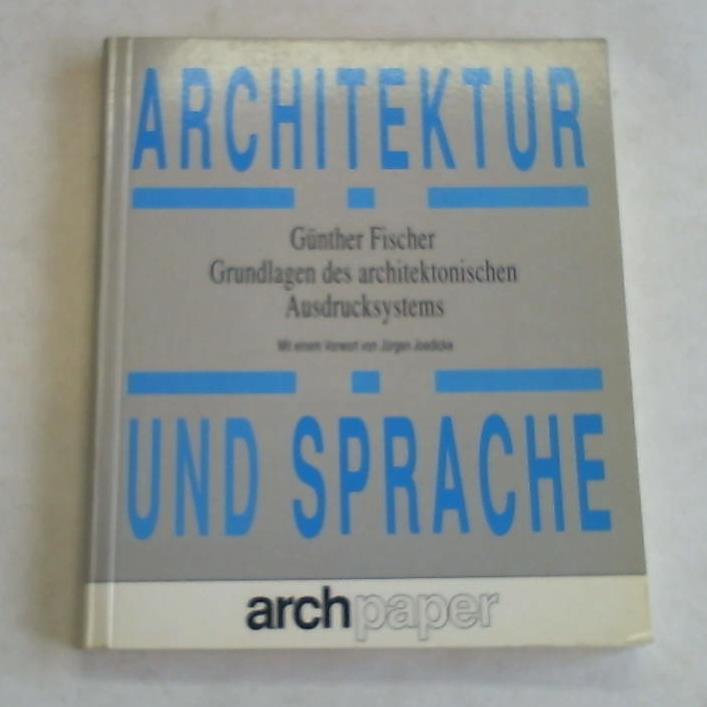 ARCHITEKTUR
Günther Fischer
Grundlagen des architektonischen
Ausdrucksystems
Mit einem Vorwort von Jürgen Joedicke
UND SPRACHE
archpaper